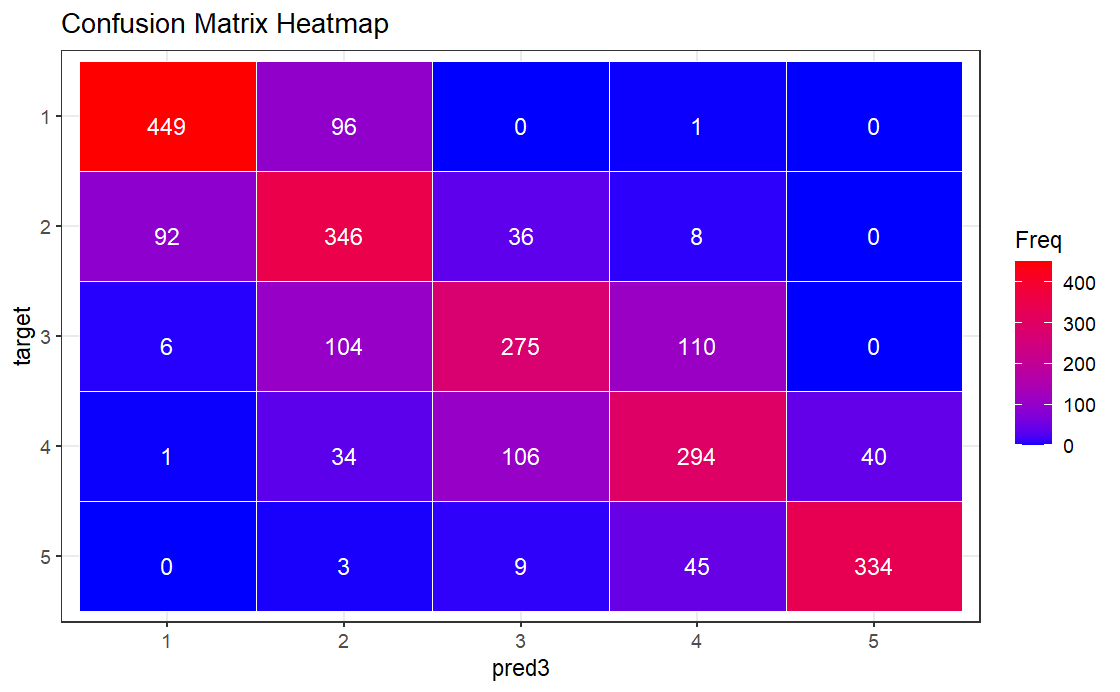 Confusion Matrix Heatmap
1 449 96 0 1 0
2 92 346 36 8 0
3 6 104 275 110 0
4 1 34 106 294 40
5 0 3 9 45 334
1 2 3 4 5
pred3
target
Freq
400
300
200
100
0